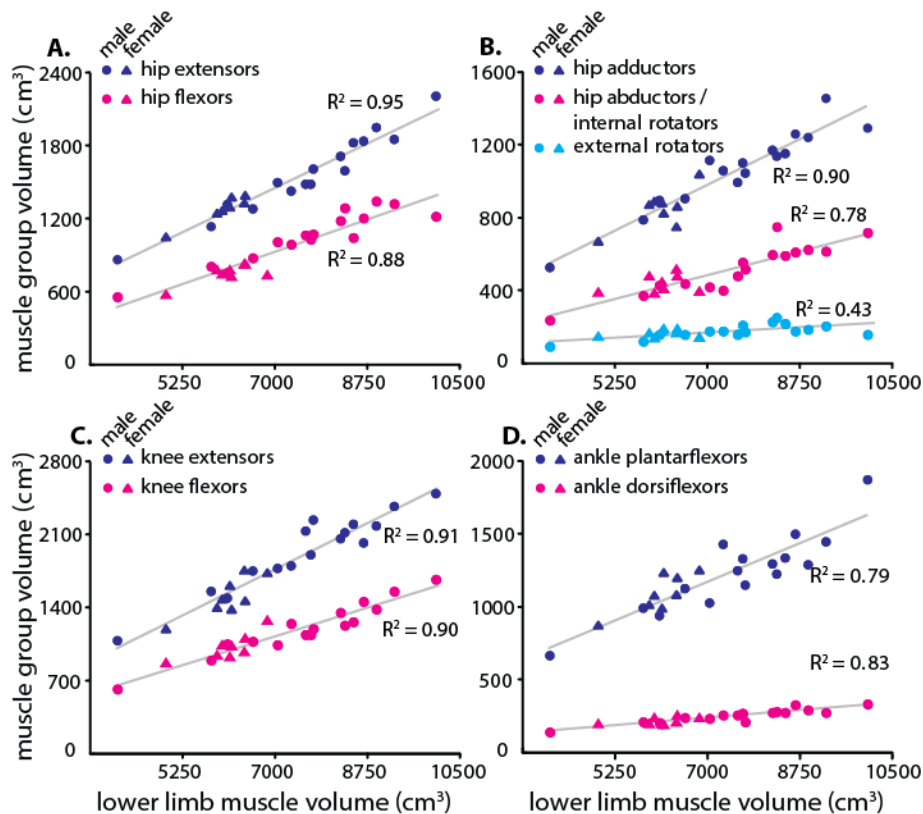 A.
male
female
hip extensors
hip flexors
R² = 0.95
R² = 0.88
2400
1800
1200
600
0
5250 7000 8750 10500
muscle group volume (cm³)
B.
male
female
hip adductors
hip abductors /
internal rotators
external rotators
R² = 0.90
R² = 0.78
R² = 0.43
1600
1200
800
400
0
5250 7000 8750 10500
C.
male
female
knee extensors
knee flexors
R² = 0.91
R² = 0.90
2800
2100
1400
700
0
5250 7000 8750 10500
muscle group volume (cm³)
lower limb muscle volume (cm³)
D.
male
female
ankle plantarflexors
ankle dorsiflexors
R² = 0.79
R² = 0.83
2000
1500
1000
500
0
5250 7000 8750 10500
lower limb muscle volume (cm³)